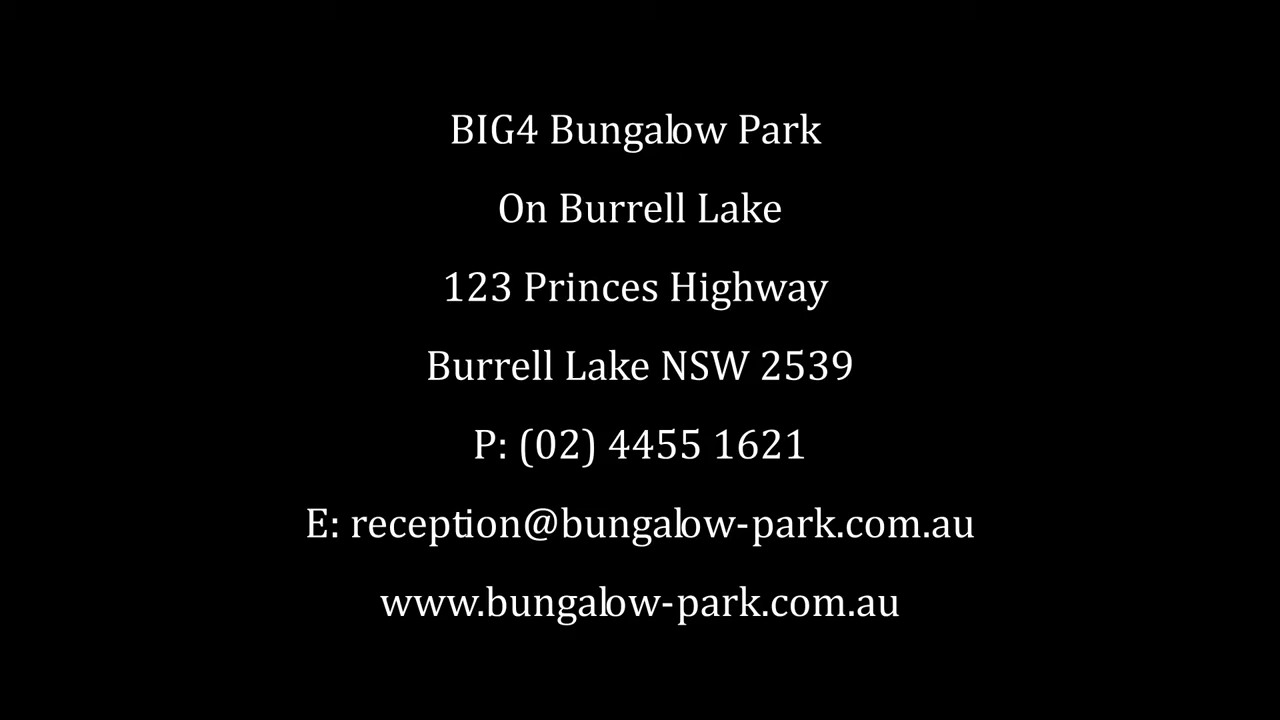 BIG4 Bungalow Park
On Burrell Lake
123 Princes Highway
Burrell Lake NSW 2539
P: (02) 4455 1621
E: reception@bungalow-park.com.au
www.bungalow-park.com.au